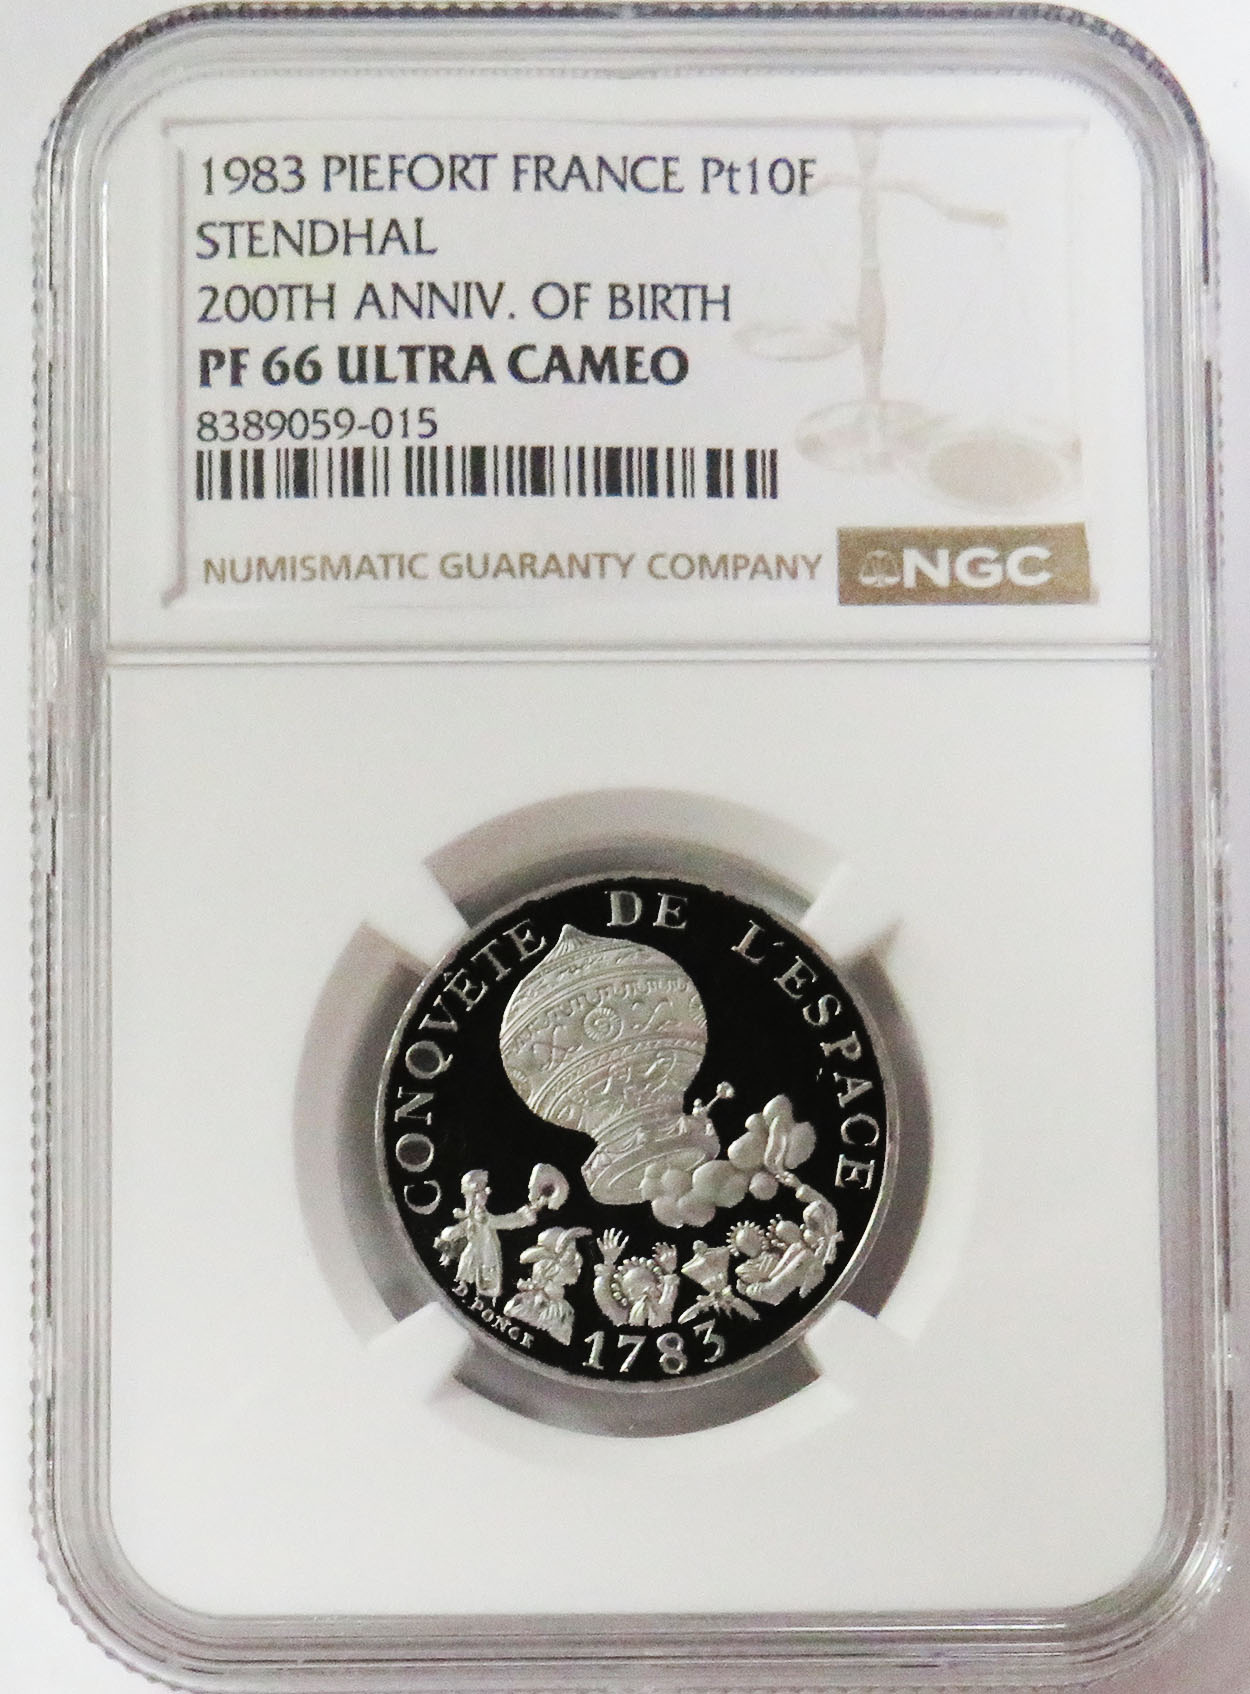 1983 PIEFORT FRANCE Pt10F
STENDHAL
200TH ANNIV. OF BIRTH
PF 66 ULTRA CAMEO
8389059-015
NUMISMATIC GUARANTY COMPANY
NGC
CONQVÊTE DE L'ESPACE
D. PONCE
1783